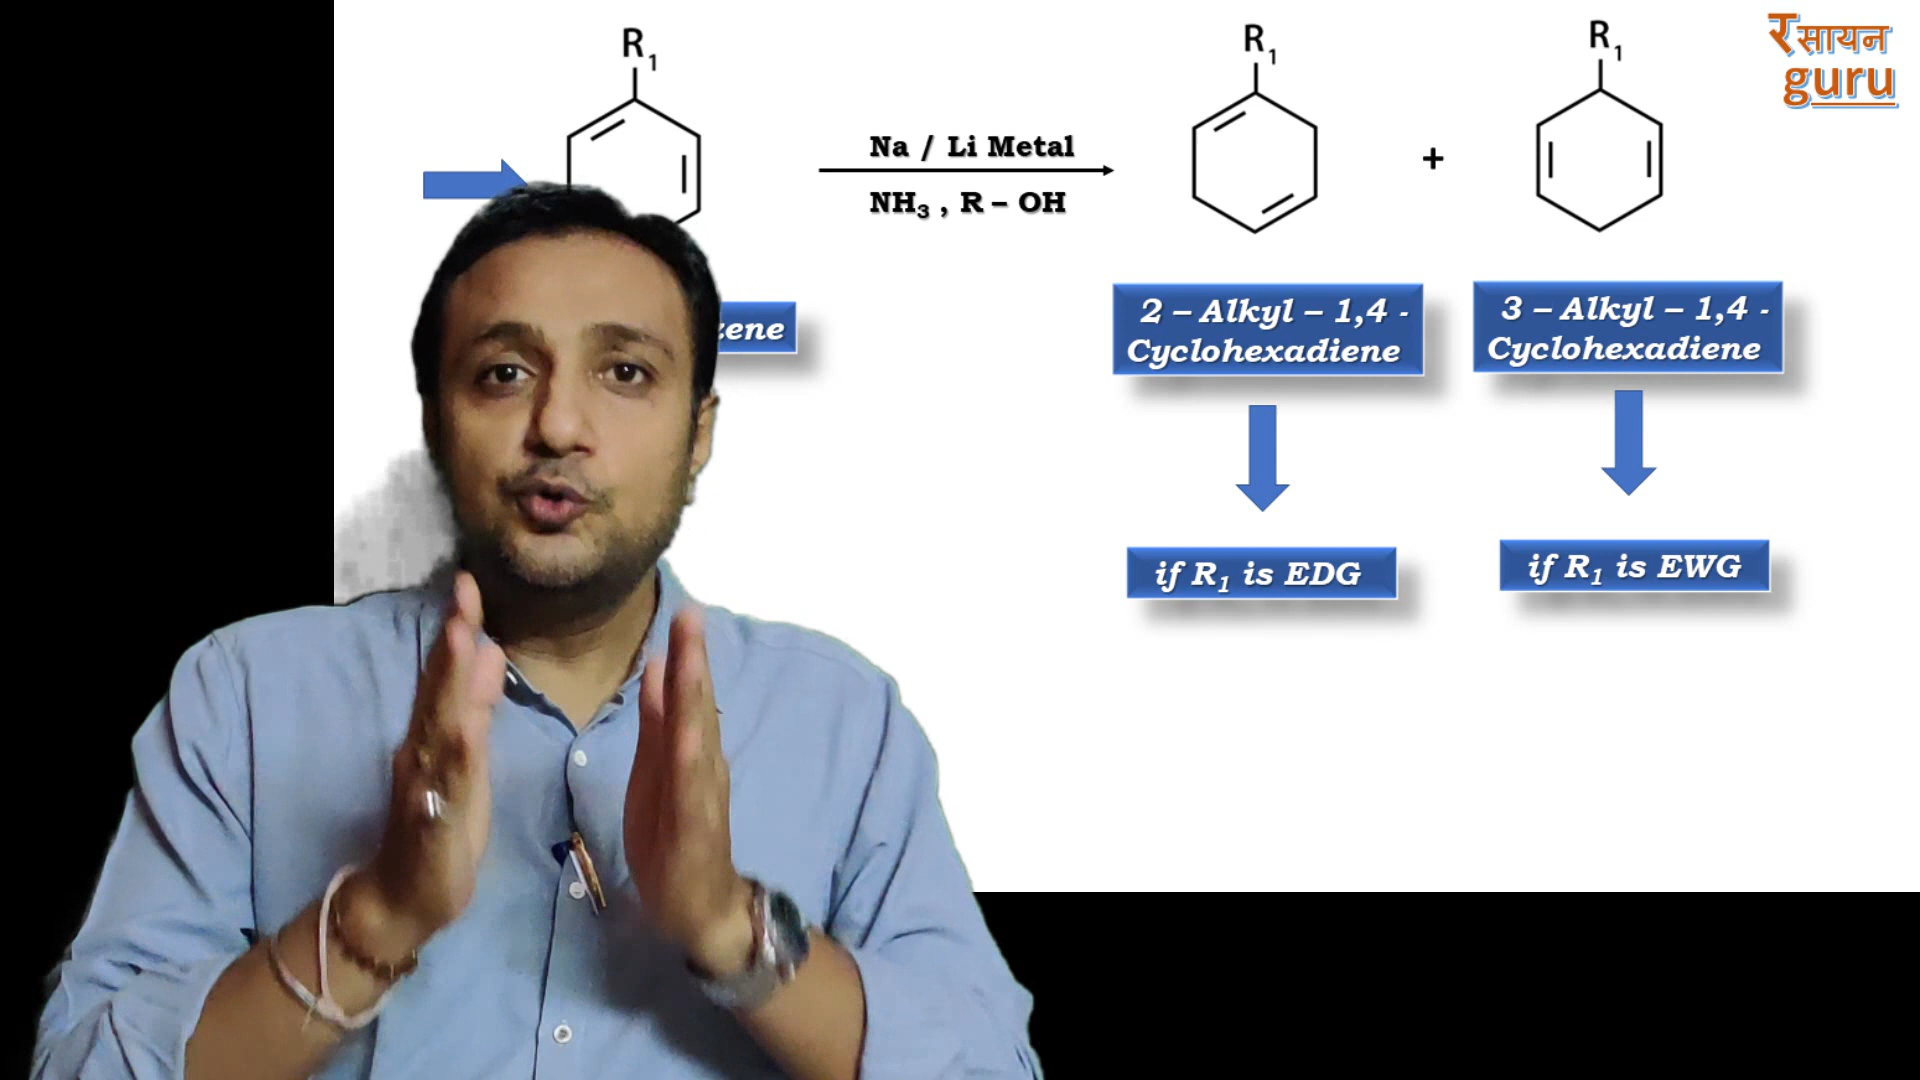 R1
R1
R1
रसायन
guru
Na / Li Metal
NH3 , R – OH
+
2 – Alkyl – 1,4 -
Cyclohexadiene
3 – Alkyl – 1,4 -
Cyclohexadiene
if R1 is EDG
if R1 is EWG